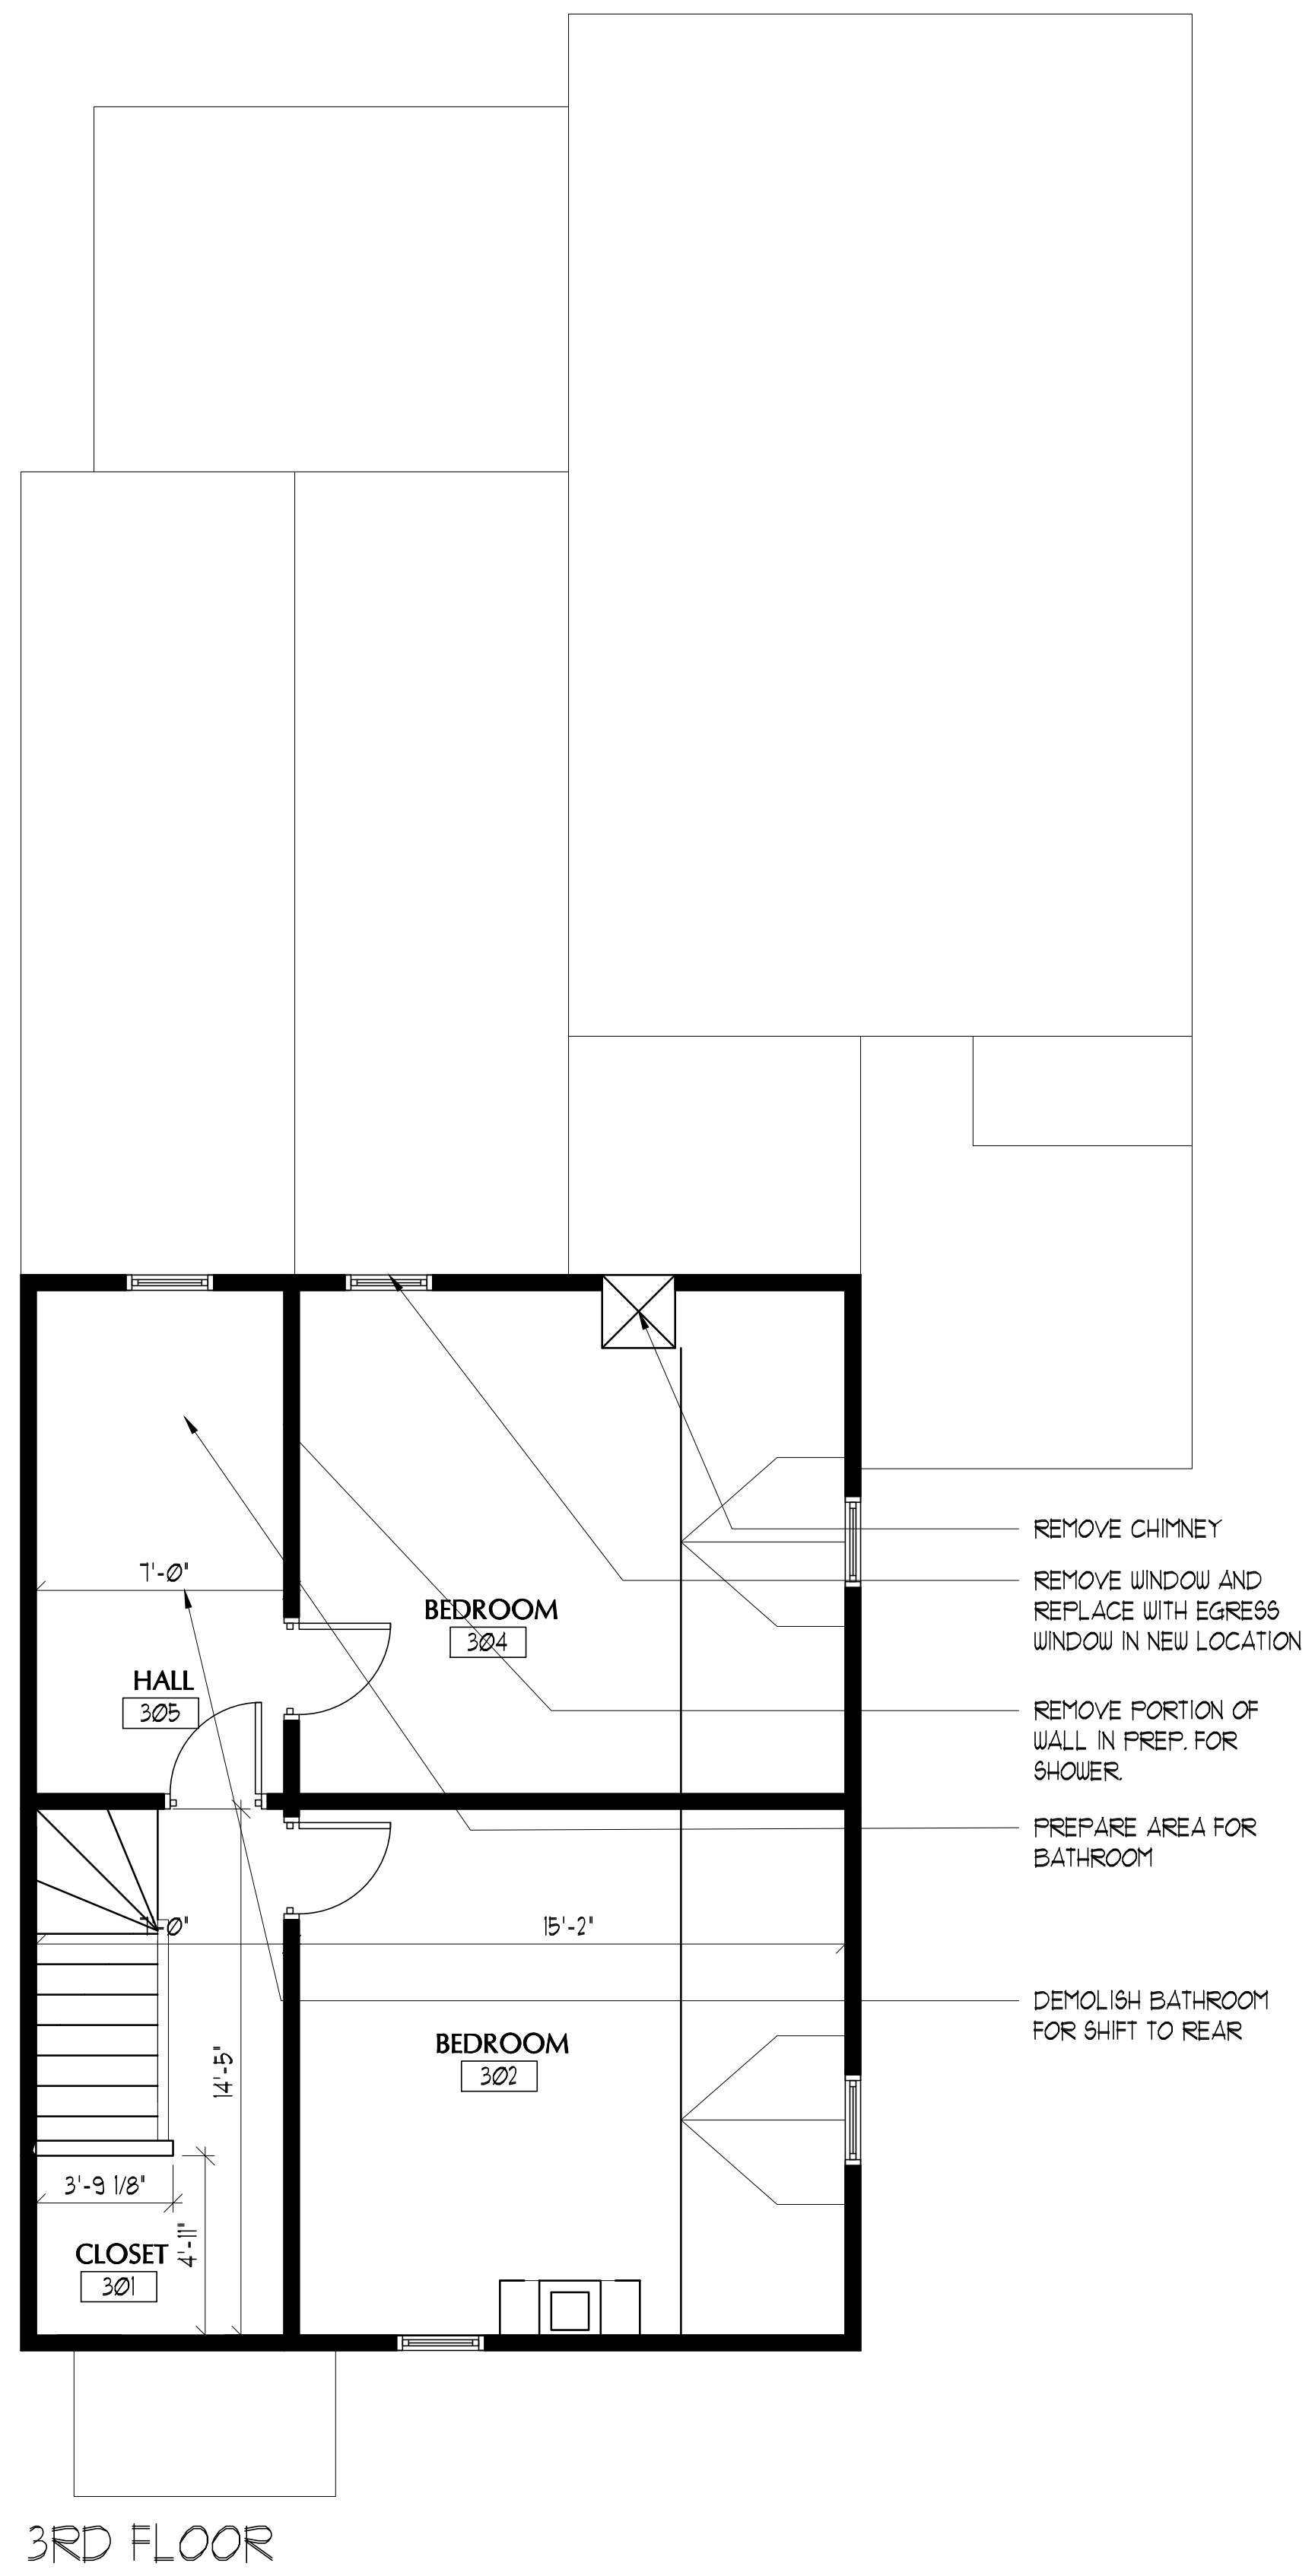 REMOVE CHIMNEY
REMOVE WINDOW AND
REPLACE WITH EGRESS
WINDOW IN NEW LOCATION
7'-0"
BEDROOM
304
HALL
305
REMOVE PORTION OF
WALL IN PREP. FOR
SHOWER.
PREPARE AREA FOR
BATHROOM
7'-0"
15'-2"
DEMOLISH BATHROOM
FOR SHIFT TO REAR
BEDROOM
302
14'-5"
3'-9 1/8"
4'-11"
CLOSET
301
3RD FLOOR